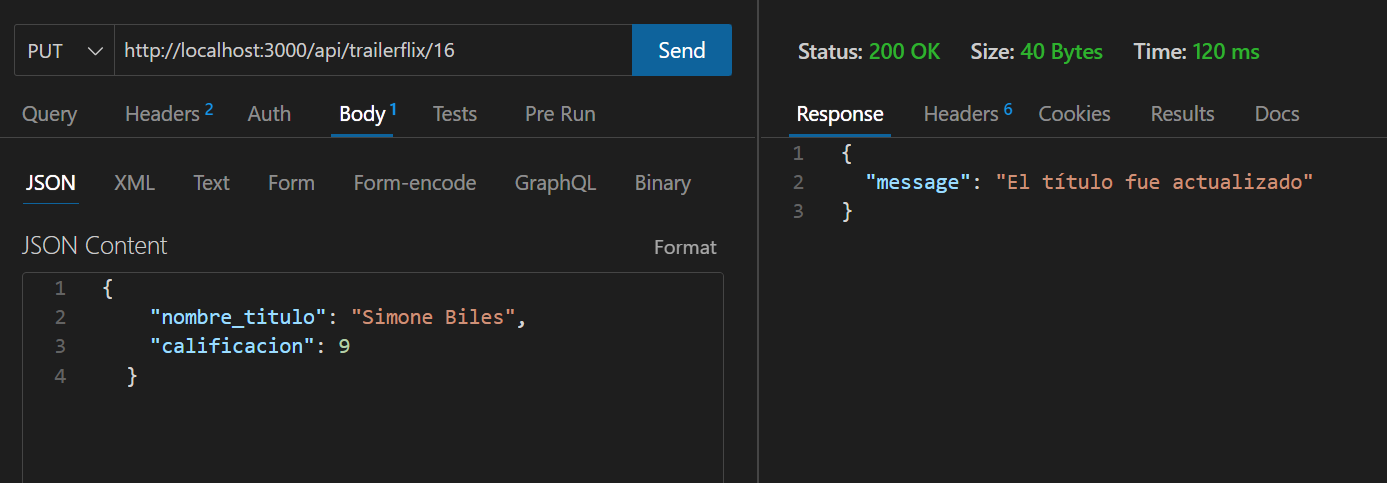 PUT http://localhost:3000/api/trailerflix/16 Send
Query Headers 2 Auth Body 1 Tests Pre Run
JSON XML Text Form Form-encode GraphQL Binary
JSON Content Format
1 {
2 "nombre_titulo": "Simone Biles",
3 "calificacion": 9
4 }
Status: 200 OK Size: 40 Bytes Time: 120 ms
Response Headers 6 Cookies Results Docs
1 {
2 "message": "El título fue actualizado"
3 }